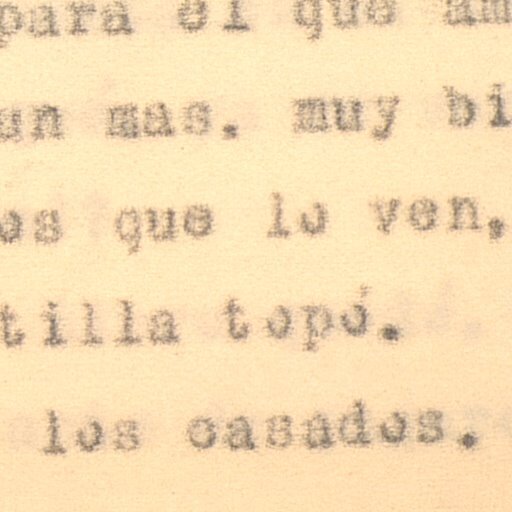 para el que am
un mas. muy bi
os que lo ven.
tilla topó.
los casados.